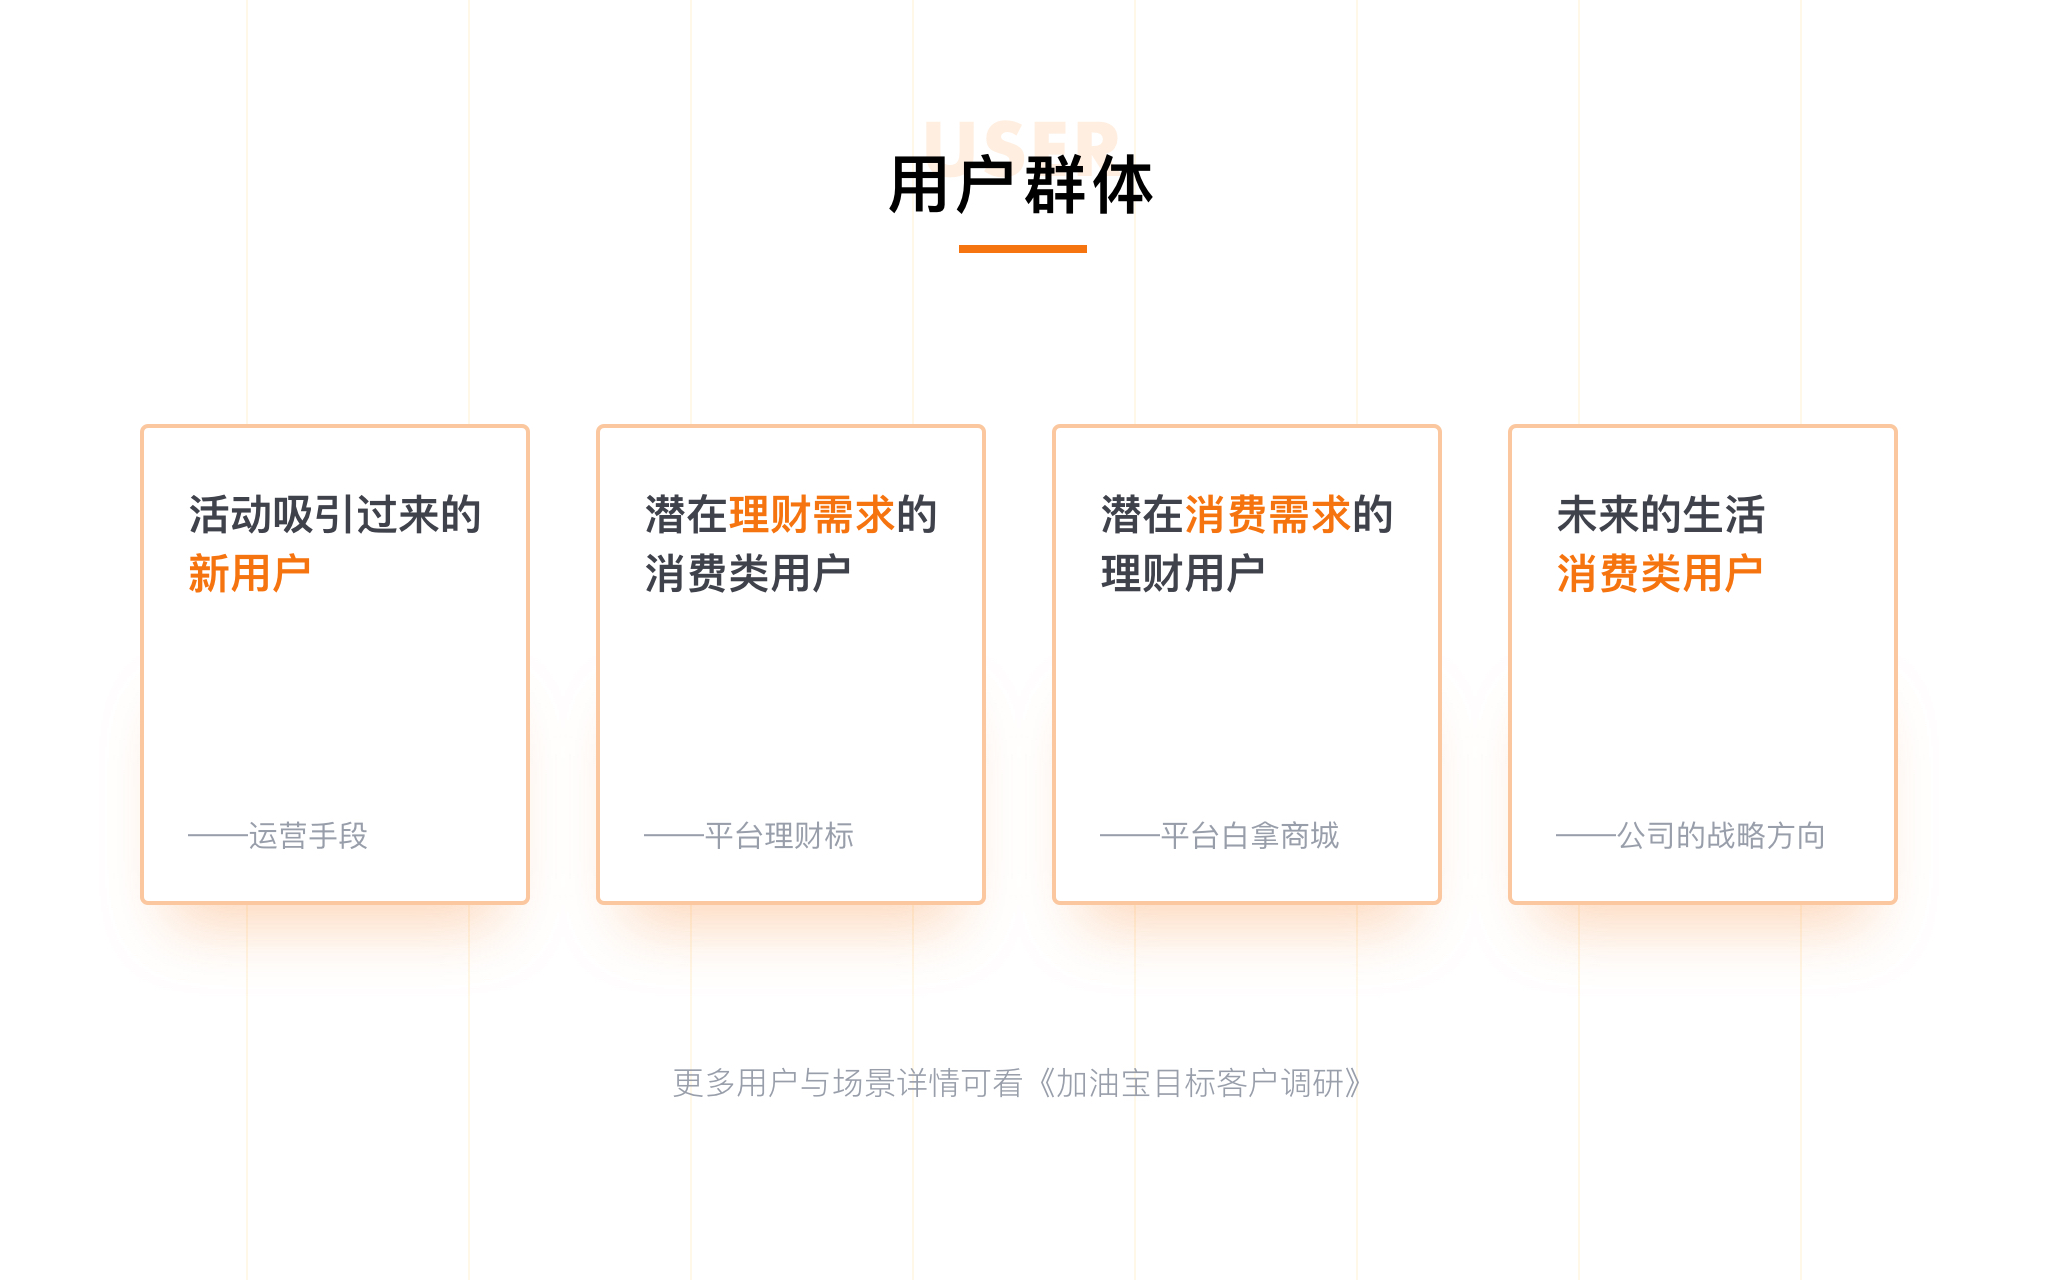 USER
用户群体
活动吸引过来的
新用户
——运营手段
潜在理财需求的
消费类用户
——平台理财标
潜在消费需求的
理财用户
——平台白拿商城
未来的生活
消费类用户
——公司的战略方向
更多用户与场景详情可看《加油宝目标客户调研》